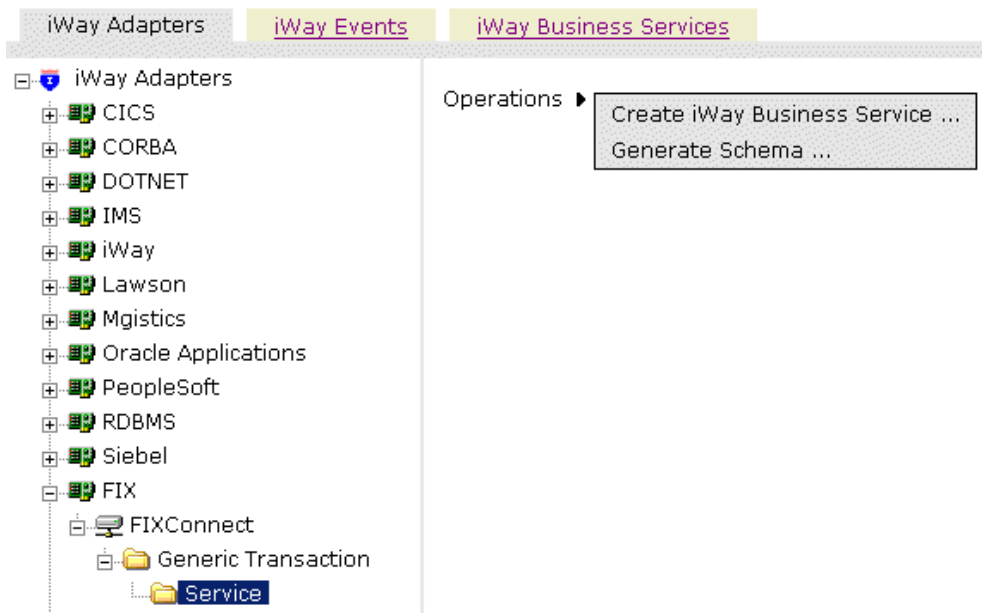 iWay Adapters
iWay Events
iWay Business Services
iWay Adapters
CICS
CORBA
DOTNET
IMS
iWay
Lawson
Mgistics
Oracle Applications
PeopleSoft
RDBMS
Siebel
FIX
FIXConnect
Generic Transaction
Service
Operations
Create iWay Business Service ...
Generate Schema ...